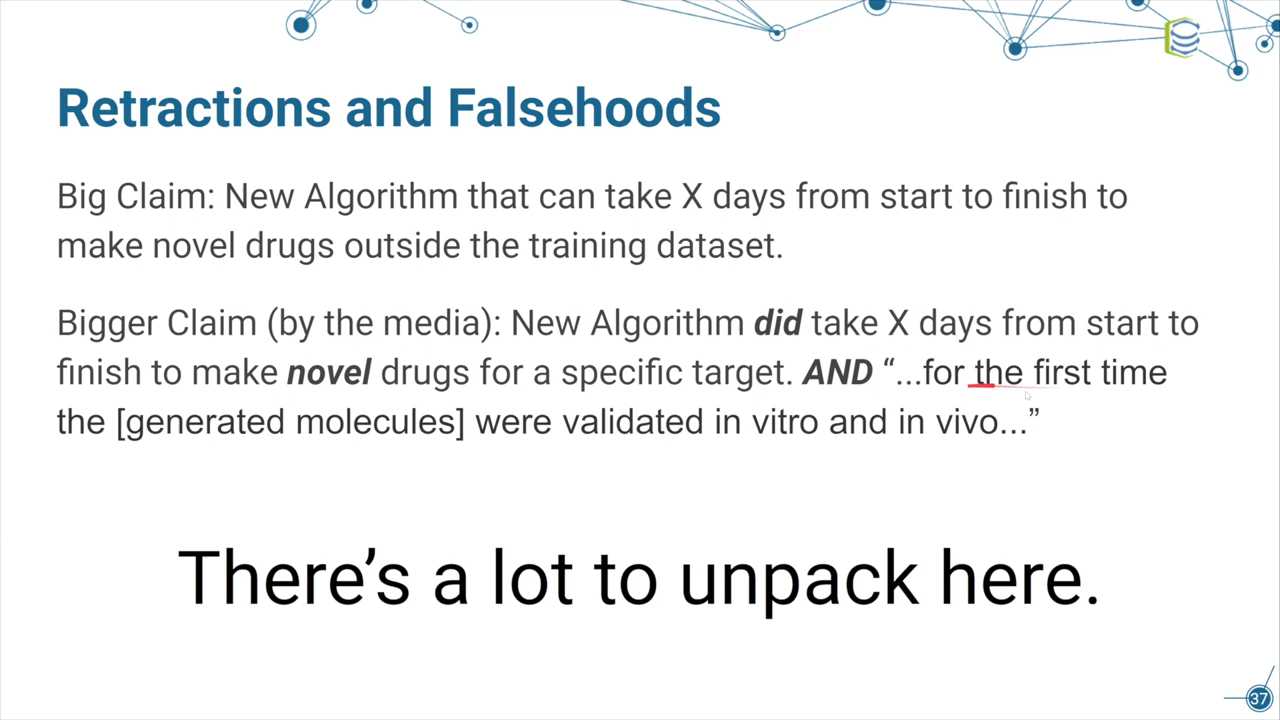 Retractions and Falsehoods
Big Claim: New Algorithm that can take X days from start to finish to
make novel drugs outside the training dataset.
Bigger Claim (by the media): New Algorithm did take X days from start to
finish to make novel drugs for a specific target. AND “...for the first time
the [generated molecules] were validated in vitro and in vivo...”
There’s a lot to unpack here.
37